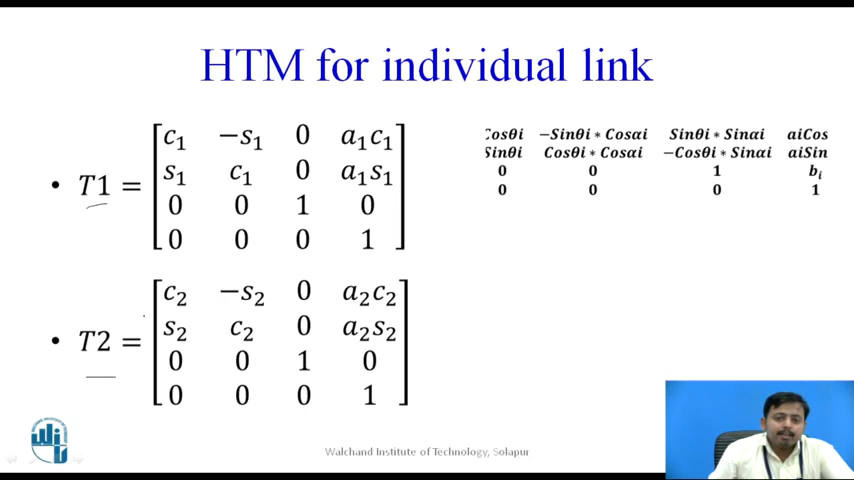 HTM for individual link
• T1 = [c₁ −s₁ 0 a₁c₁
s₁ c₁ 0 a₁s₁
0 0 1 0
0 0 0 1]
Cosθi −Sinθi ∗ Cosαi Sinθi ∗ Sinαi aiCos
Sinθi Cosθi ∗ Cosαi −Cosθi ∗ Sinαi aiSin
0 0 1 bᵢ
0 0 0 1
• T2 = [c₂ −s₂ 0 a₂c₂
s₂ c₂ 0 a₂s₂
0 0 1 0
0 0 0 1]
Walchand Institute of Technology, Solapur